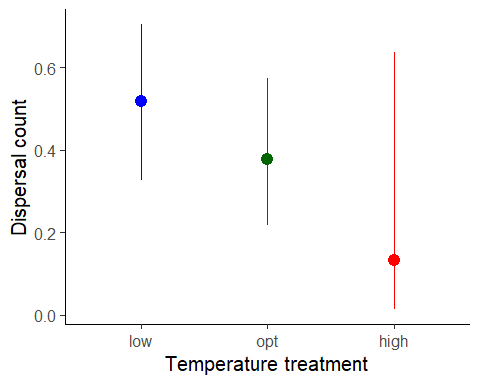 Dispersal count
0.6
0.4
0.2
0.0
low opt high
Temperature treatment